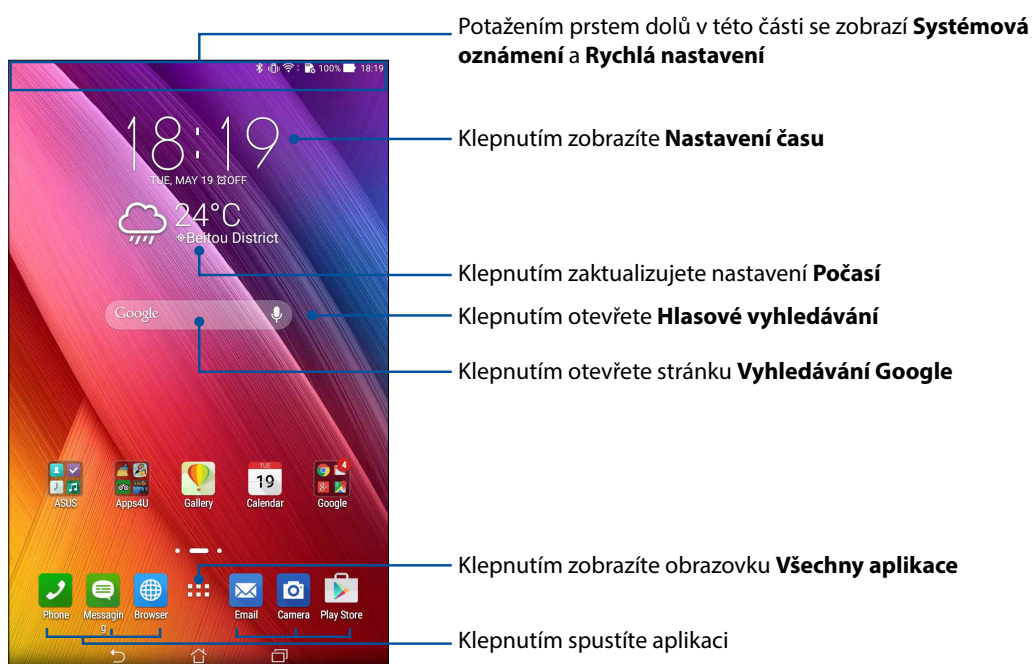 Potažením prstem dolů v této části se zobrazí Systémová
oznámení a Rychlá nastavení
100% 18:19
18:19
TUE, MAY 19 OFF
Klepnutím zobrazíte Nastavení času
24°C
Beitou District
Klepnutím zaktualizujete nastavení Počasí
Google
Klepnutím otevřete Hlasové vyhledávání
Klepnutím otevřete stránku Vyhledávání Google
4
TUE
19
ASUS Apps4U Gallery Calendar Google
Klepnutím zobrazíte obrazovku Všechny aplikace
Phone Messagin Browser Email Camera Play Store
g
Klepnutím spustíte aplikaci